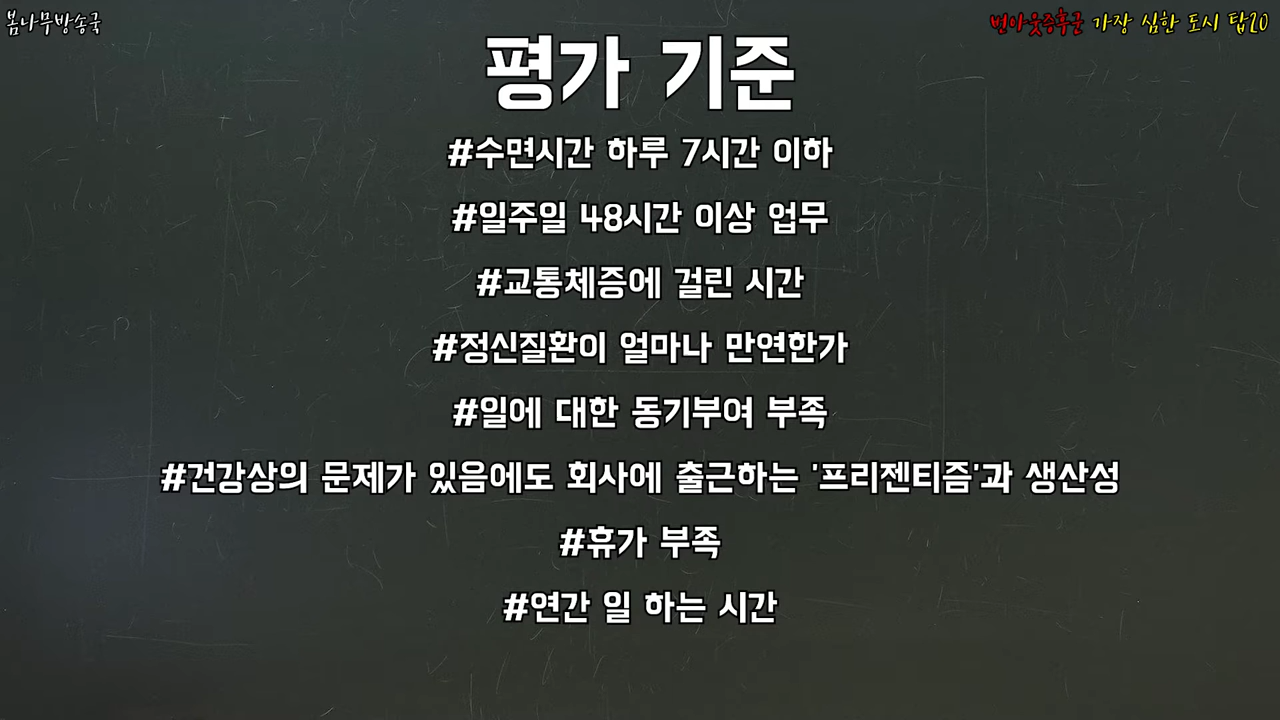 봄나무방송국
번아웃증후군 가장 심한 도시 탑20
평가 기준
#수면시간 하루 7시간 이하
#일주일 48시간 이상 업무
#교통체증에 걸린 시간
#정신질환이 얼마나 만연한가
#일에 대한 동기부여 부족
#건강상의 문제가 있음에도 회사에 출근하는 '프리젠티즘'과 생산성
#휴가 부족
#연간 일 하는 시간